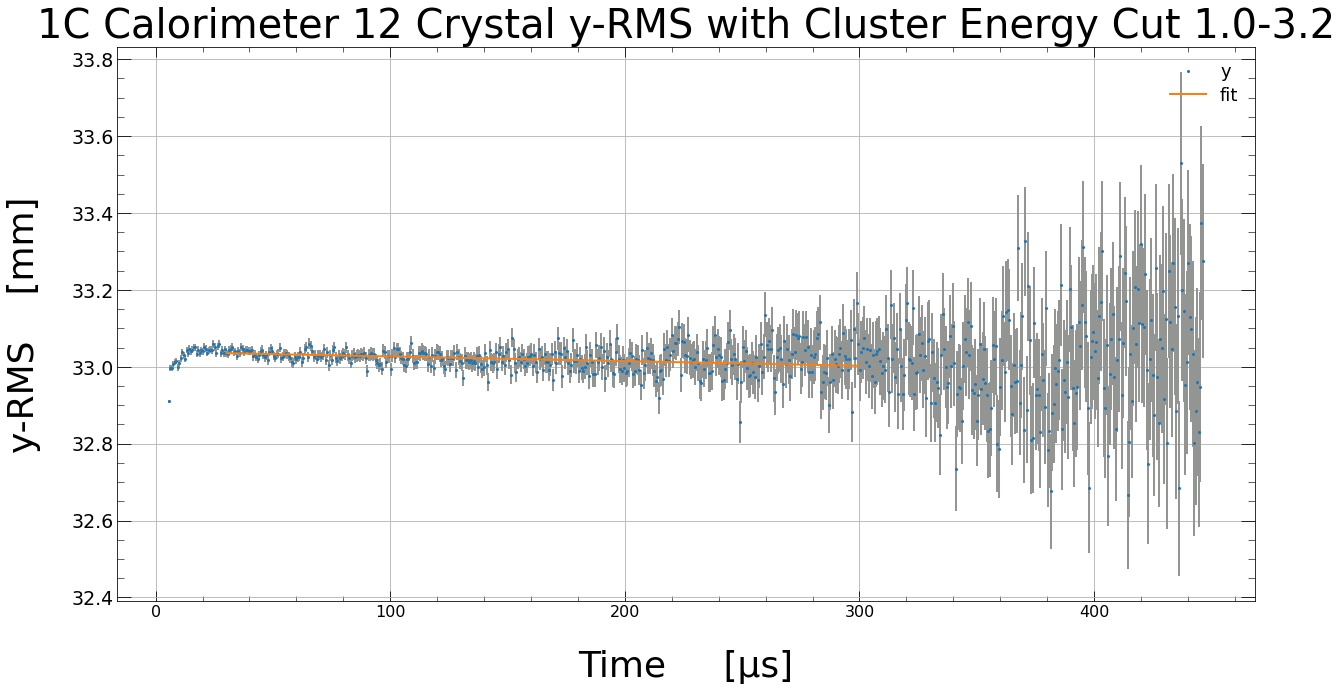 1C Calorimeter 12 Crystal y-RMS with Cluster Energy Cut 1.0-3.2
y
fit
y-RMS [mm]
33.8
33.6
33.4
33.2
33.0
32.8
32.6
32.4
0 100 200 300 400
Time [µs]